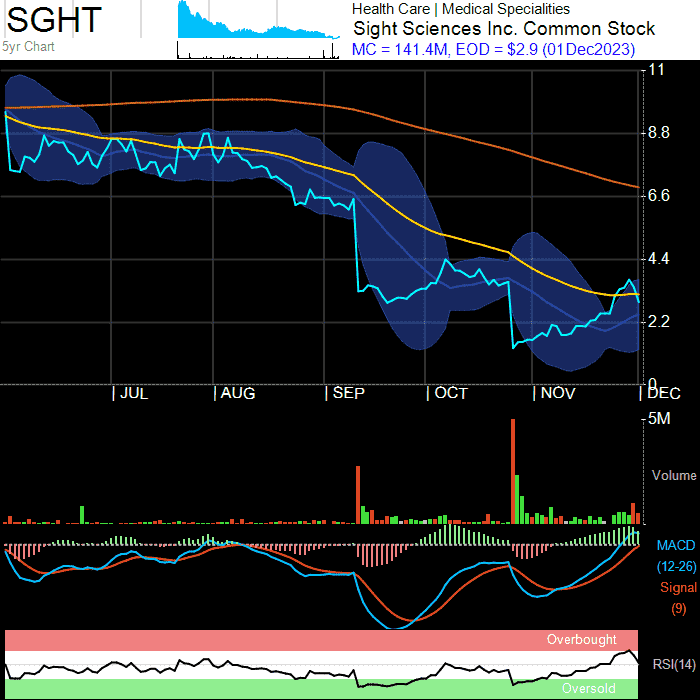 SGHT
5yr Chart
Health Care | Medical Specialities
Sight Sciences Inc. Common Stock
MC = 141.4M, EOD = $2.9 (01Dec2023)
11
8.8
6.6
4.4
2.2
0
| JUL | AUG | SEP | OCT | NOV | DEC
5M
Volume
MACD
(12-26)
Signal
(9)
Overbought
RSI(14)
Oversold